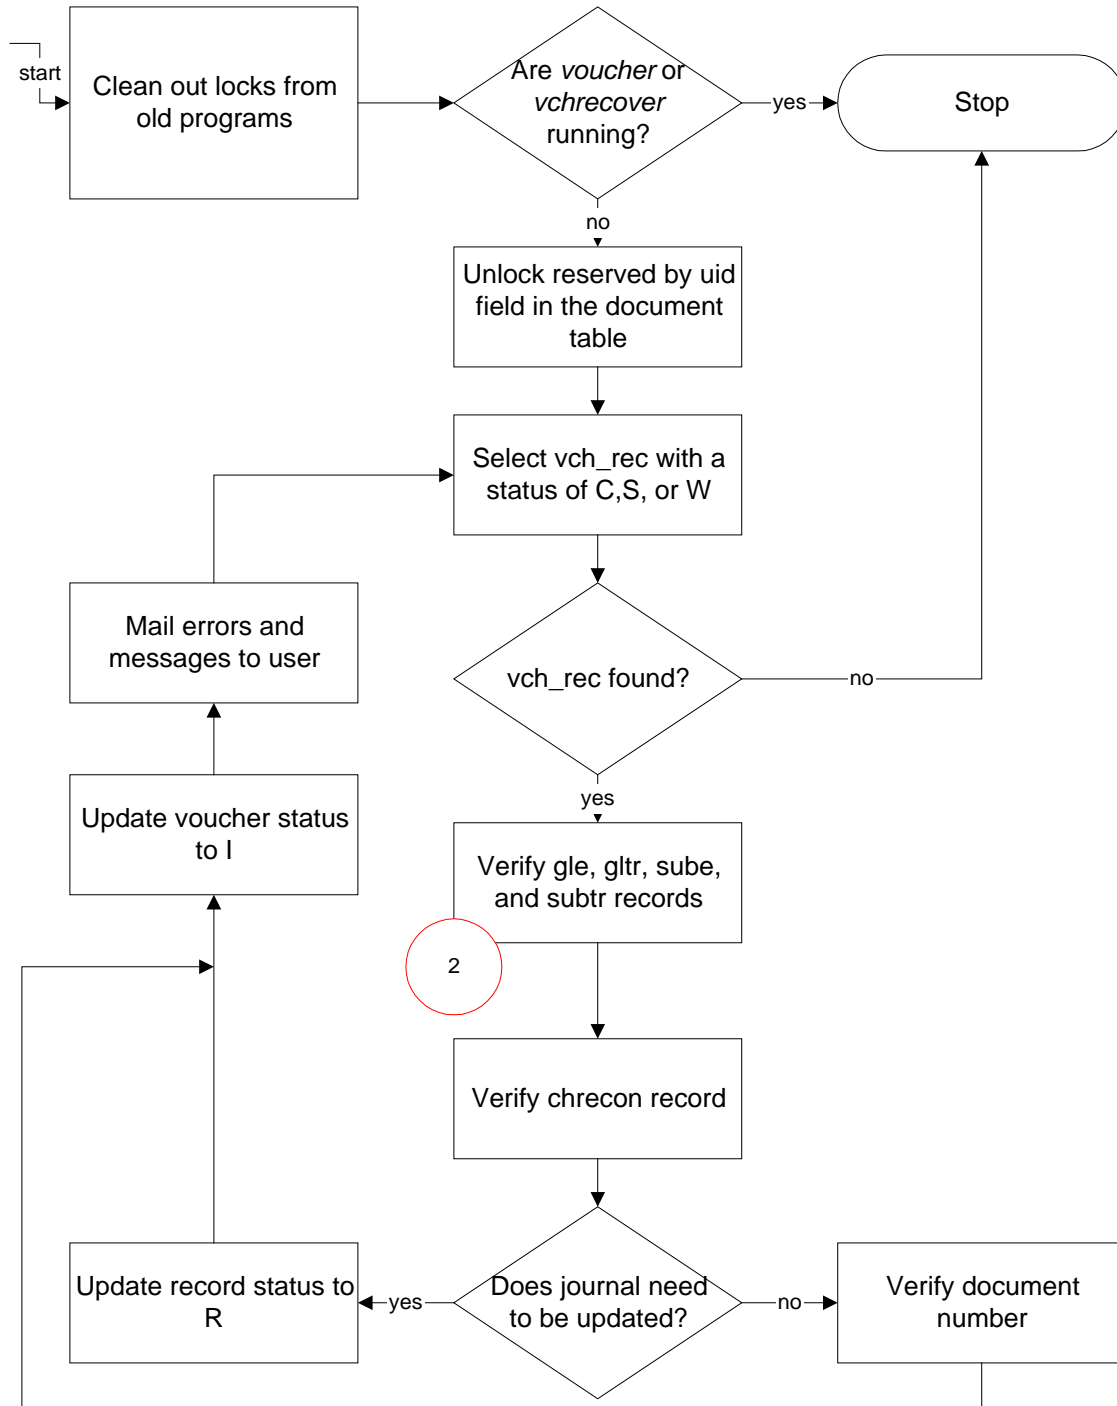 start
Clean out locks from
old programs
Are voucher or
vchrecover
running?
yes
Stop
no
Unlock reserved by uid
field in the document
table
Select vch_rec with a
status of C,S, or W
Mail errors and
messages to user
vch_rec found?
no
yes
Update voucher status
to I
Verify gle, gltr, sube,
and subtr records
2
Verify chrecon record
Update record status to
R
yes
Does journal need
to be updated?
no
Verify document
number